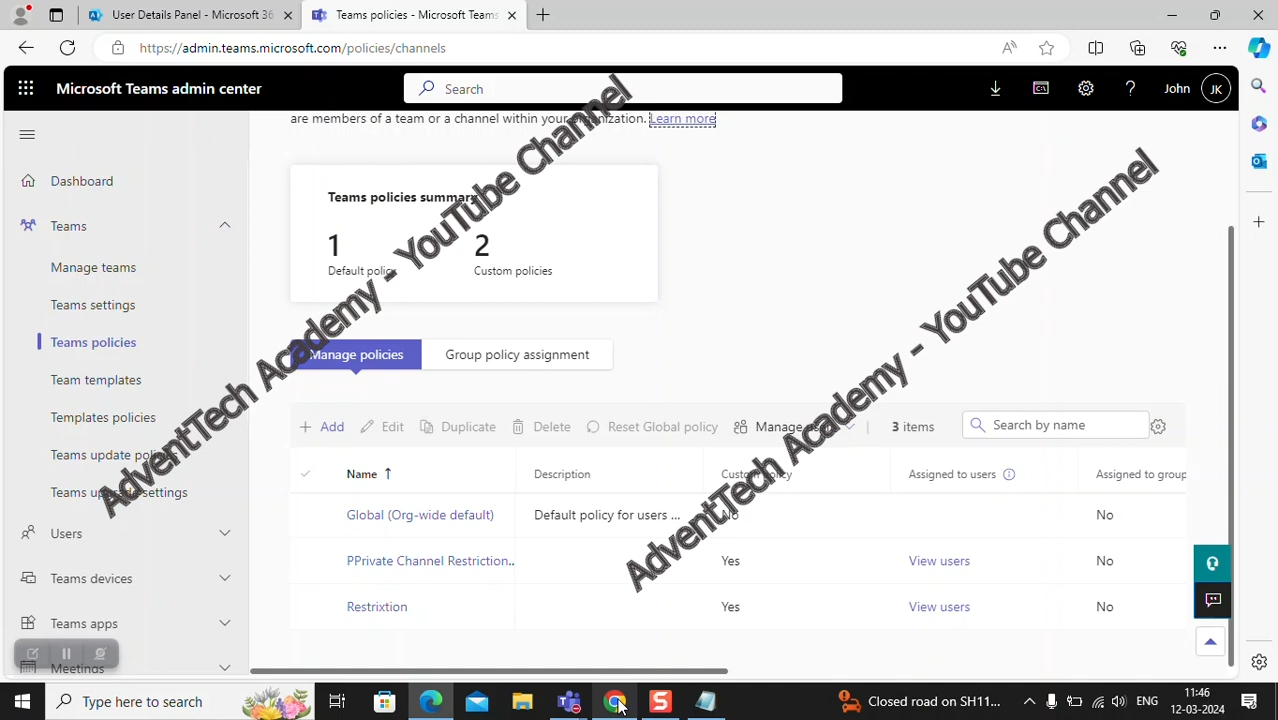 User Details Panel - Microsoft 36
Teams policies - Microsoft Teams
https://admin.teams.microsoft.com/policies/channels
Microsoft Teams admin center
Search
John
JK
are members of a team or a channel within your organization. Learn more
Dashboard
Teams
Manage teams
Teams settings
Teams policies
Team templates
Templates policies
Teams update policies
Teams upgrade settings
Users
Teams devices
Teams apps
Meetings
Teams policies summary
1
2
Default policy
Custom policies
Manage policies
Group policy assignment
Add
Edit
Duplicate
Delete
Reset Global policy
Manage users
3 items
Search by name
Name ↑
Description
Custom policy
Assigned to users
Assigned to group
Global (Org-wide default)
Default policy for users ...
No
No
PPrivate Channel Restriction..
Yes
View users
No
Restrixtion
Yes
View users
No
AdventTech Academy - YouTube Channel
AdventTech Academy - YouTube Channel
Type here to search
Closed road on SH11...
ENG
11:46
12-03-2024